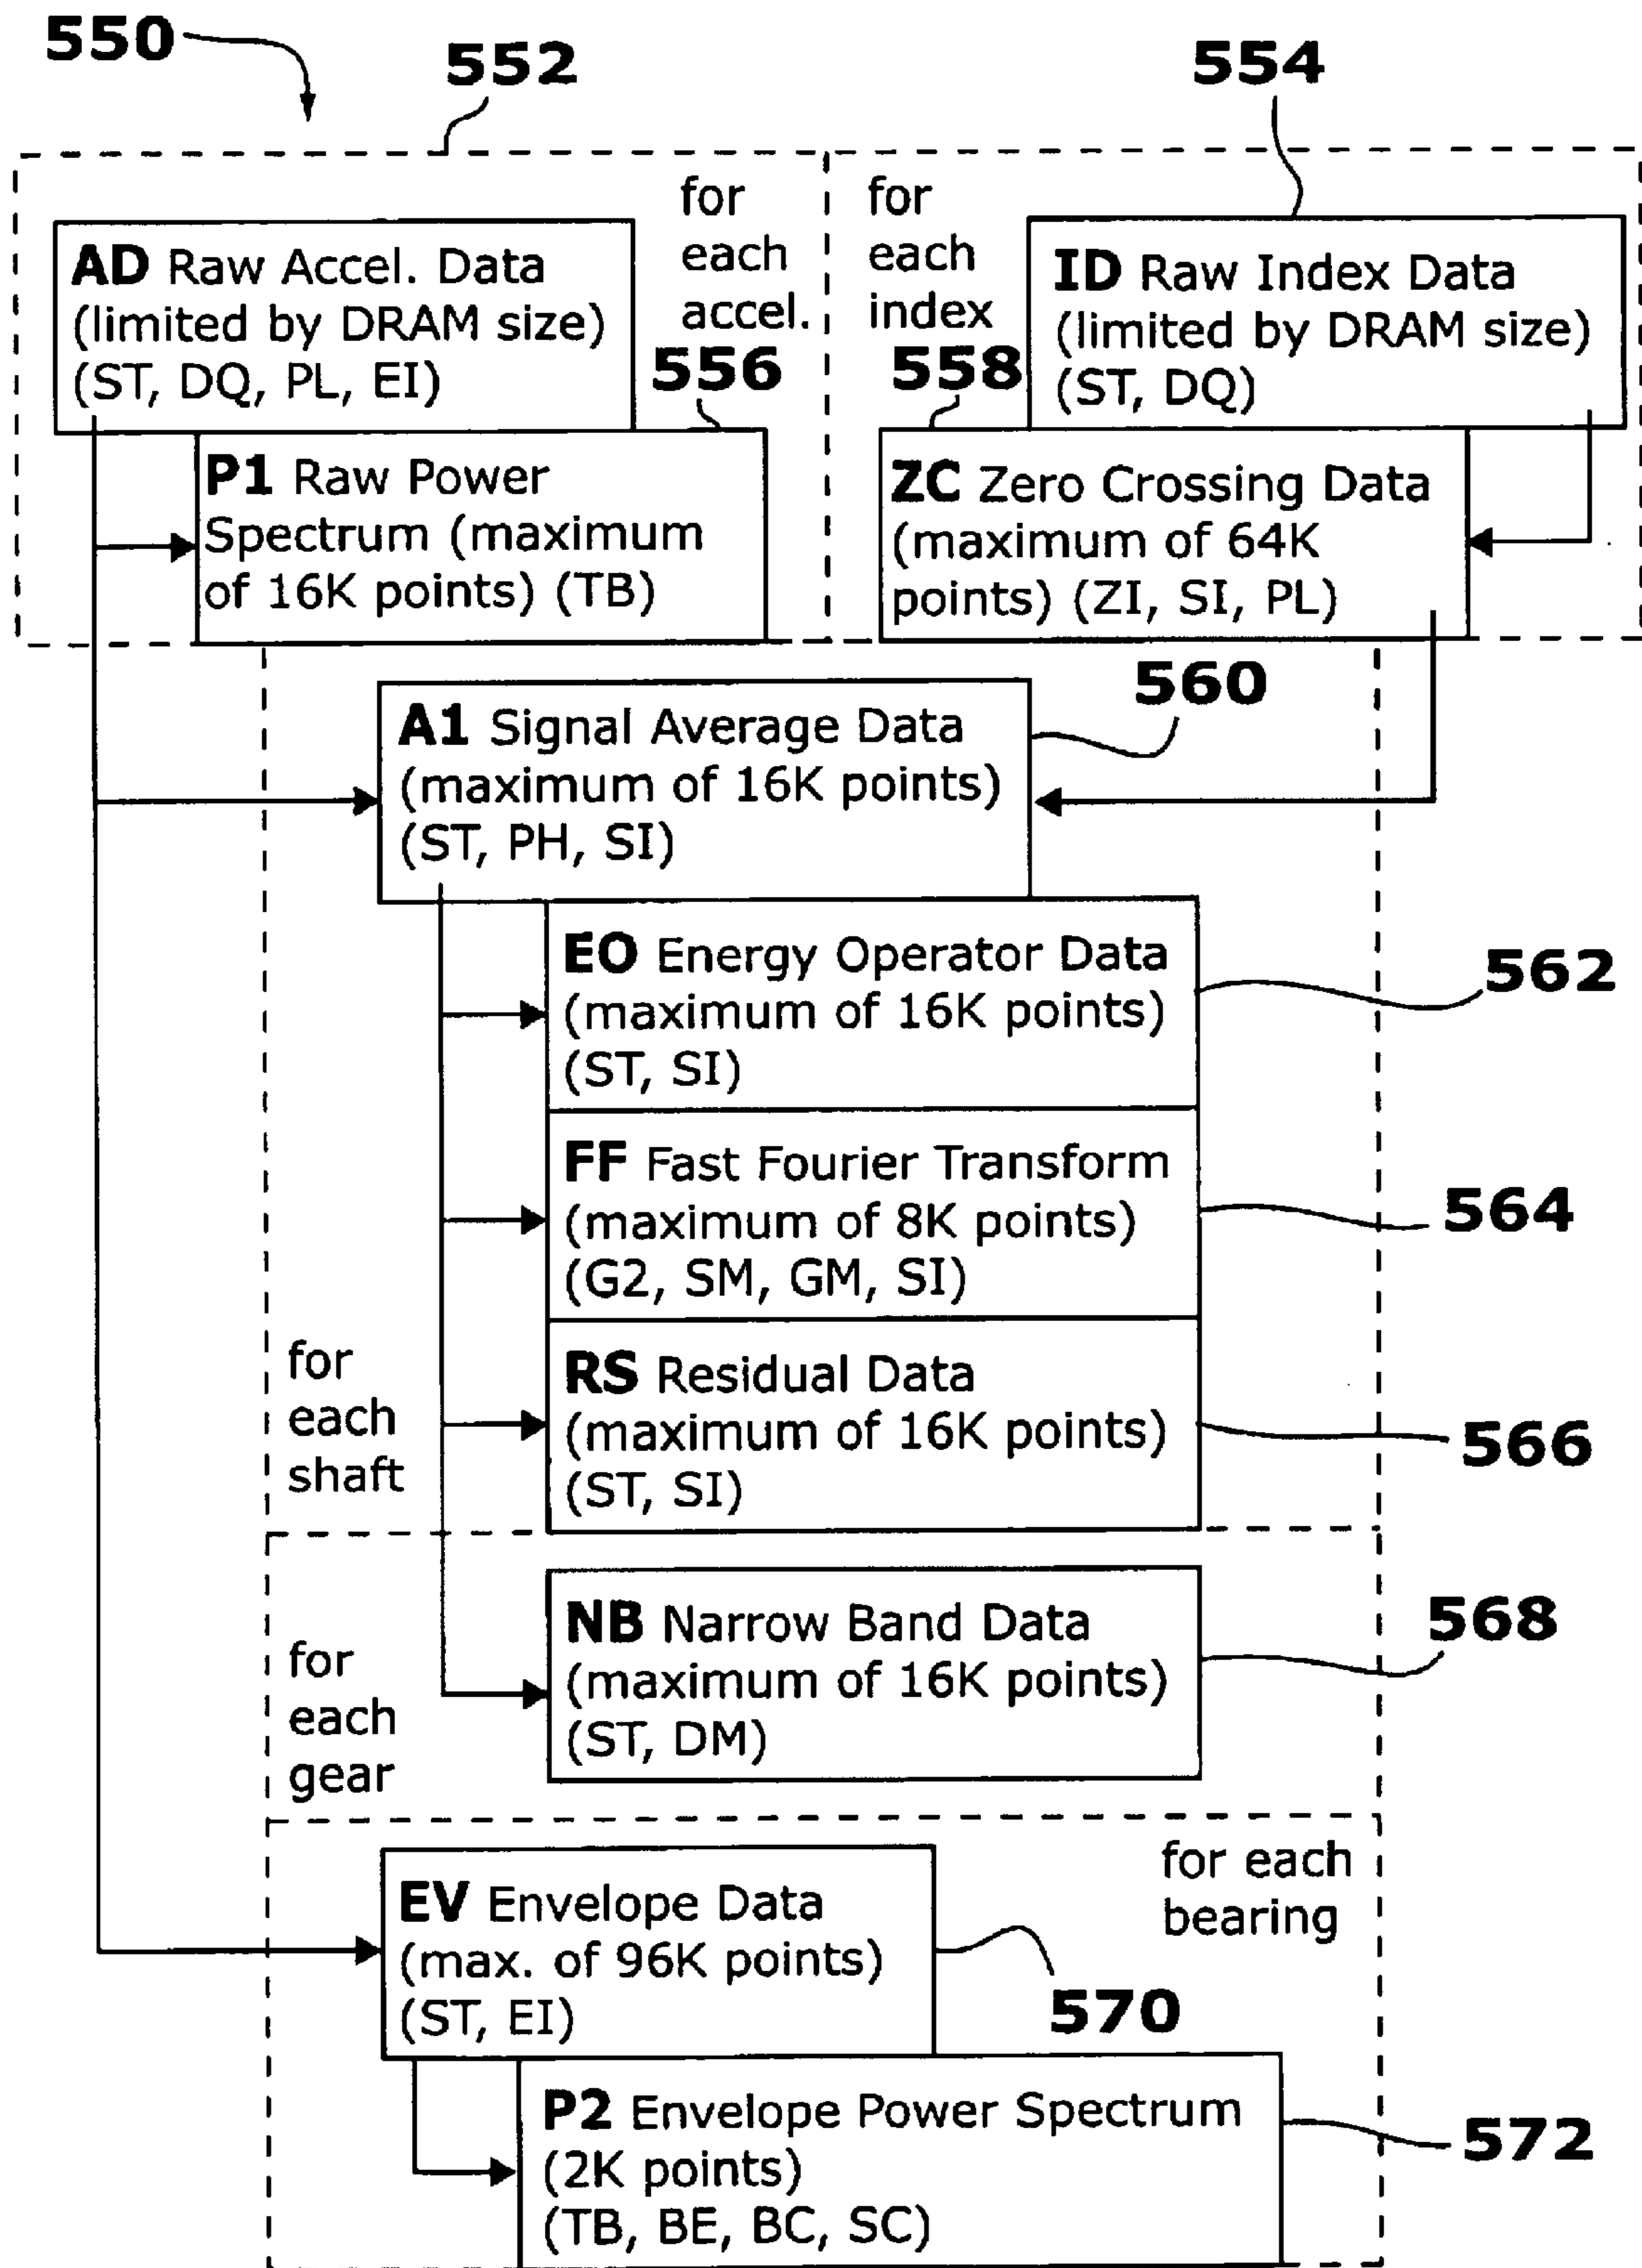 550
552
554
for
each
accel.
for
each
index
AD Raw Accel. Data
(limited by DRAM size)
(ST, DQ, PL, EI)
ID Raw Index Data
(limited by DRAM size)
(ST, DQ)
556
558
P1 Raw Power
Spectrum (maximum
of 16K points) (TB)
ZC Zero Crossing Data
(maximum of 64K
points) (ZI, SI, PL)
560
A1 Signal Average Data
(maximum of 16K points)
(ST, PH, SI)
EO Energy Operator Data
(maximum of 16K points)
(ST, SI)
562
FF Fast Fourier Transform
(maximum of 8K points)
(G2, SM, GM, SI)
564
for
each
shaft
RS Residual Data
(maximum of 16K points)
(ST, SI)
566
NB Narrow Band Data
(maximum of 16K points)
(ST, DM)
568
for
each
gear
for each
bearing
EV Envelope Data
(max. of 96K points)
(ST, EI)
570
P2 Envelope Power Spectrum
(2K points)
(TB, BE, BC, SC)
572